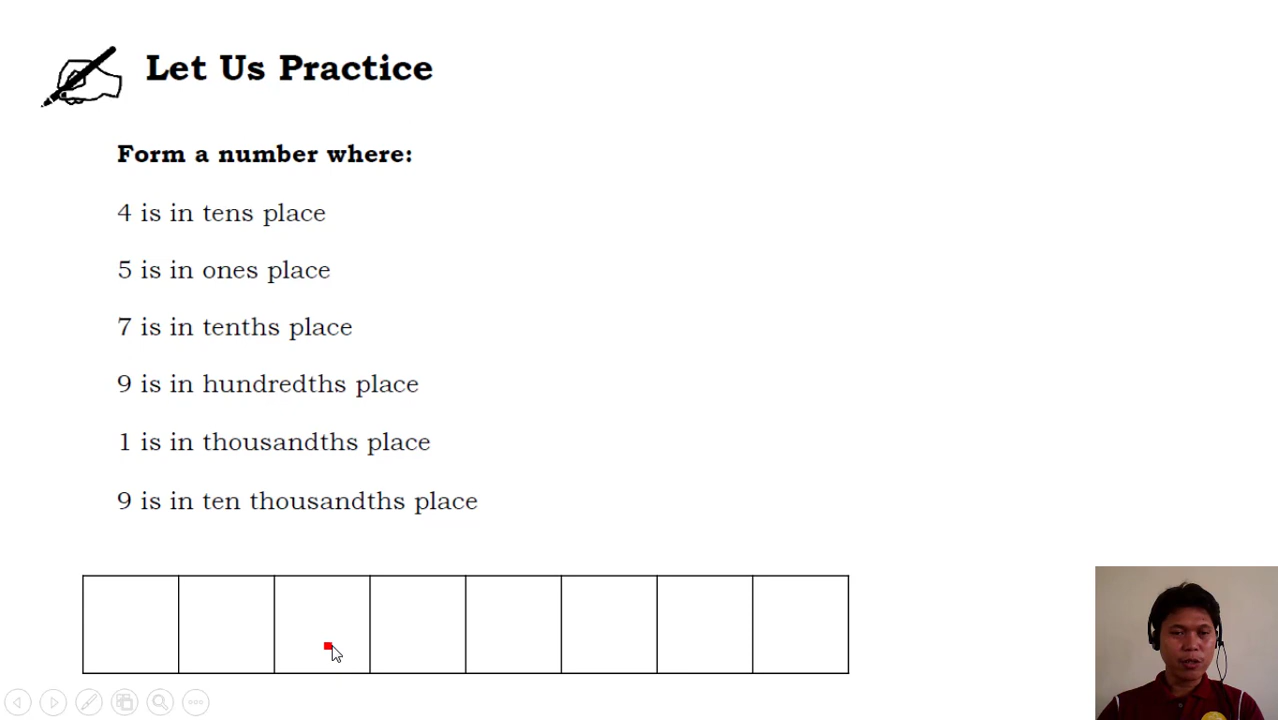 Let Us Practice
Form a number where:
4 is in tens place
5 is in ones place
7 is in tenths place
9 is in hundredths place
1 is in thousandths place
9 is in ten thousandths place